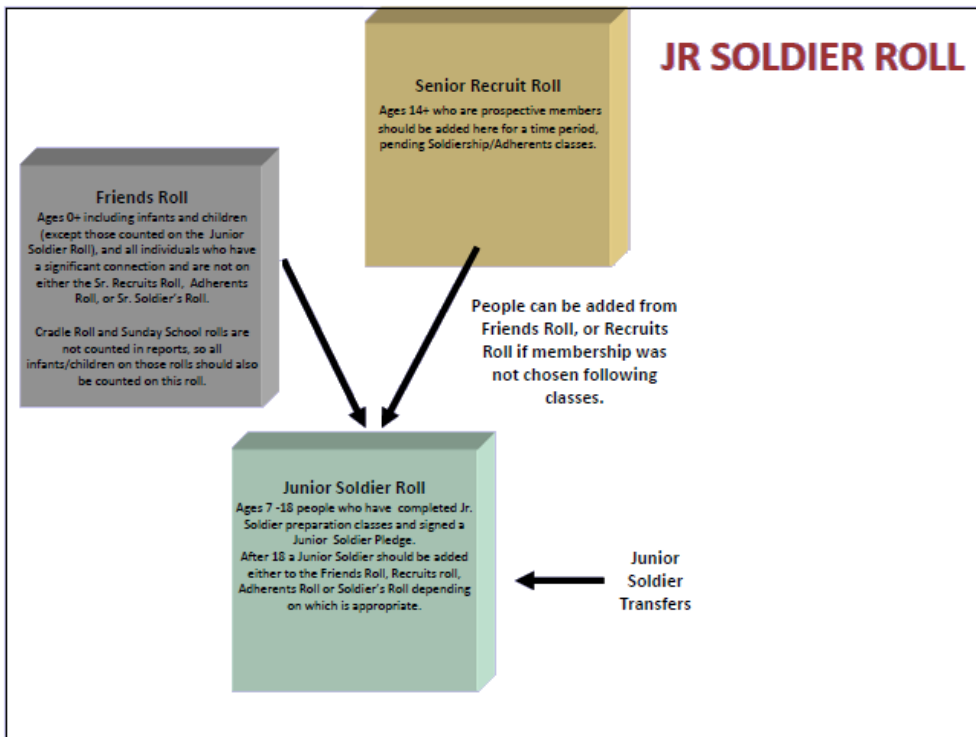 JR SOLDIER ROLL
Senior Recruit Roll
Ages 14+ who are prospective members
should be added here for a time period,
pending Soldiership/Adherents classes.
Friends Roll
Ages 0+ including infants and children
(except those counted on the Junior
Soldier Roll), and all individuals who have
a significant connection and are not on
either the Sr. Recruits Roll, Adherents
Roll, or Sr. Soldier's Roll.
Cradle Roll and Sunday School rolls are
not counted in reports, so all
infants/children on those rolls should also
be counted on this roll.
People can be added from
Friends Roll, or Recruits
Roll if membership was
not chosen following
classes.
Junior Soldier Roll
Ages 7 -18 people who have completed Jr.
Soldier preparation classes and signed a
Junior Soldier Pledge.
After 18 a Junior Soldier should be added
either to the Friends Roll, Recruits roll,
Adherents Roll or Soldier's Roll depending
on which is appropriate.
Junior
Soldier
Transfers